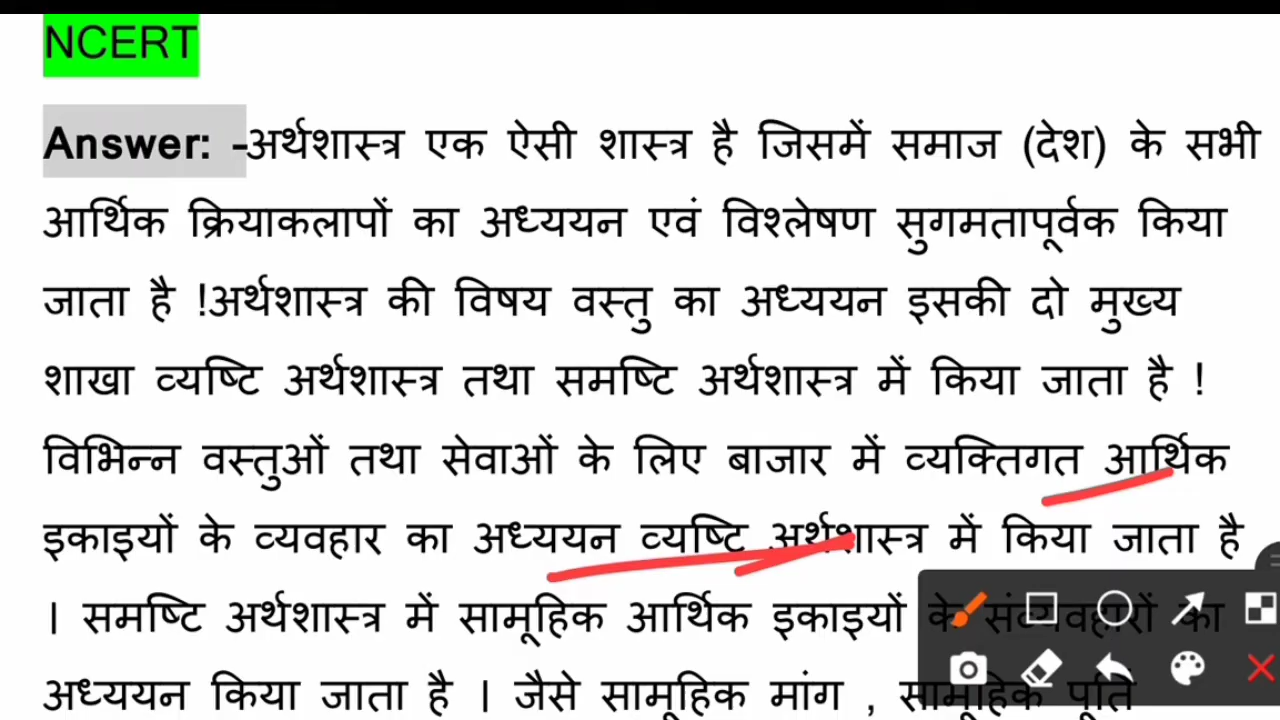 NCERT
Answer: -अर्थशास्त्र एक ऐसी शास्त्र है जिसमें समाज (देश) के सभी
आर्थिक क्रियाकलापों का अध्ययन एवं विश्लेषण सुगमतापूर्वक किया
जाता है !अर्थशास्त्र की विषय वस्तु का अध्ययन इसकी दो मुख्य
शाखा व्यष्टि अर्थशास्त्र तथा समष्टि अर्थशास्त्र में किया जाता है !
विभिन्न वस्तुओं तथा सेवाओं के लिए बाजार में व्यक्तिगत आर्थिक
इकाइयों के व्यवहार का अध्ययन व्यष्टि अर्थशास्त्र में किया जाता है
। समष्टि अर्थशास्त्र में सामूहिक आर्थिक इकाइयों के संव्यवहारों का
अध्ययन किया जाता है । जैसे सामूहिक मांग , सामूहिक पूर्ति